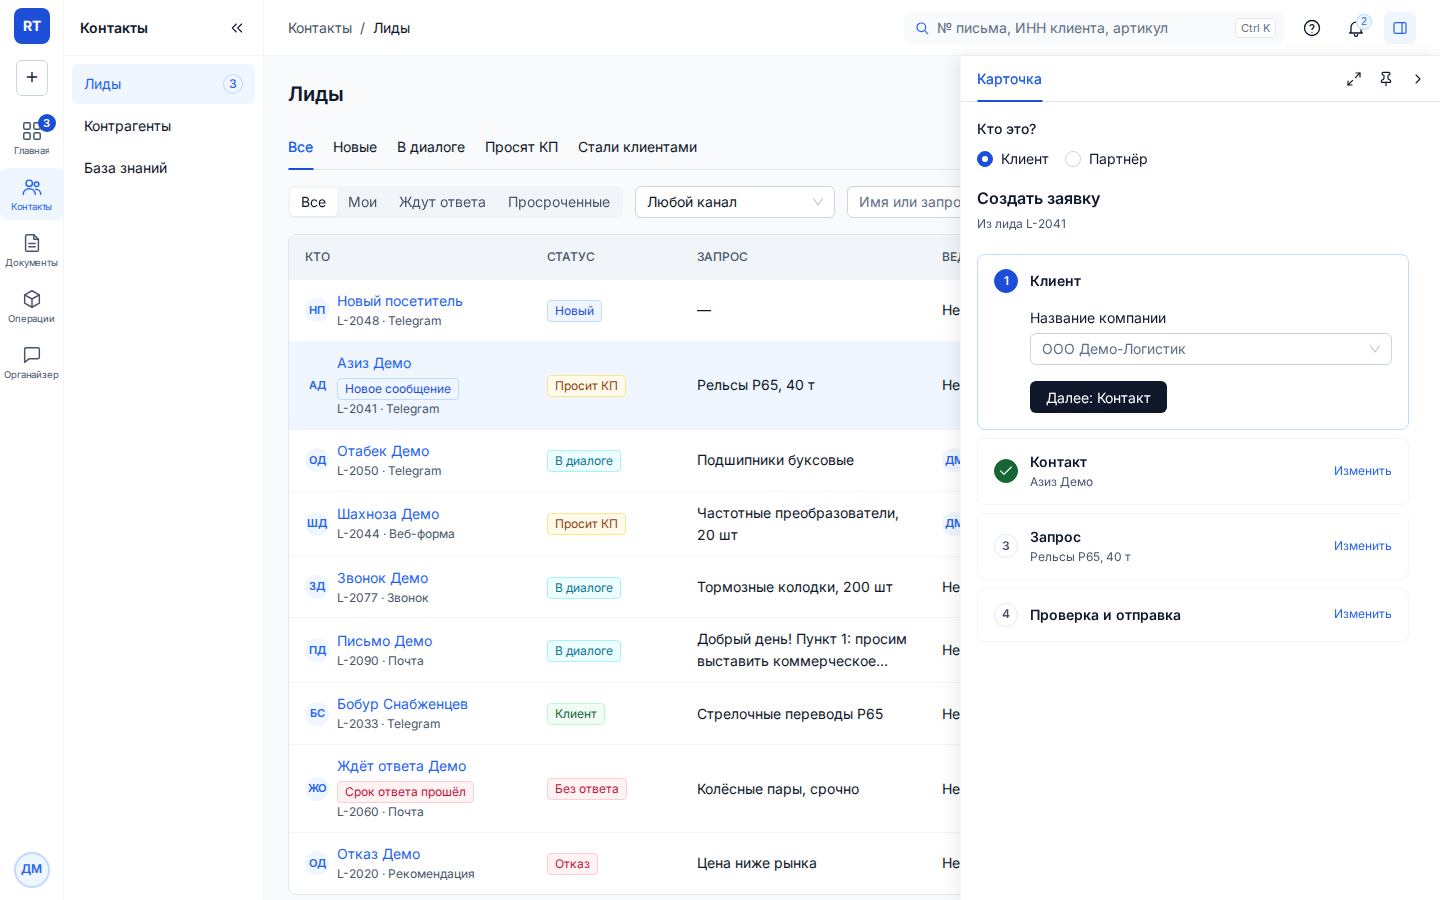 RT
Контакты
Контакты / Лиды
№ письма, ИНН клиента, артикул
Ctrl K
2
3
Главная
Контакты
Документы
Операции
Органайзер
ДМ
Лиды
3
Контрагенты
База знаний
Лиды
Все
Новые
В диалоге
Просят КП
Стали клиентами
Все
Мои
Ждут ответа
Просроченные
Любой канал
Имя или запро
КТО
СТАТУС
ЗАПРОС
ВЕД
НП
Новый посетитель
L-2048 · Telegram
Новый
—
Не
АД
Азиз Демо
Новое сообщение
L-2041 · Telegram
Просит КП
Рельсы Р65, 40 т
Не
ОД
Отабек Демо
L-2050 · Telegram
В диалоге
Подшипники буксовые
ДМ
ШД
Шахноза Демо
L-2044 · Веб-форма
Просит КП
Частотные преобразователи,
20 шт
ДМ
ЗД
Звонок Демо
L-2077 · Звонок
В диалоге
Тормозные колодки, 200 шт
Не
ПД
Письмо Демо
L-2090 · Почта
В диалоге
Добрый день! Пункт 1: просим
выставить коммерческое...
Не
БС
Бобур Снабженцев
L-2033 · Telegram
Клиент
Стрелочные переводы Р65
Не
ЖО
Ждёт ответа Демо
Срок ответа прошёл
L-2060 · Почта
Без ответа
Колёсные пары, срочно
Не
ОД
Отказ Демо
L-2020 · Рекомендация
Отказ
Цена ниже рынка
Не
Карточка
Кто это?
Клиент
Партнёр
Создать заявку
Из лида L-2041
1
Клиент
Название компании
ООО Демо-Логистик
Далее: Контакт
Контакт
Азиз Демо
Изменить
3
Запрос
Рельсы Р65, 40 т
Изменить
4
Проверка и отправка
Изменить